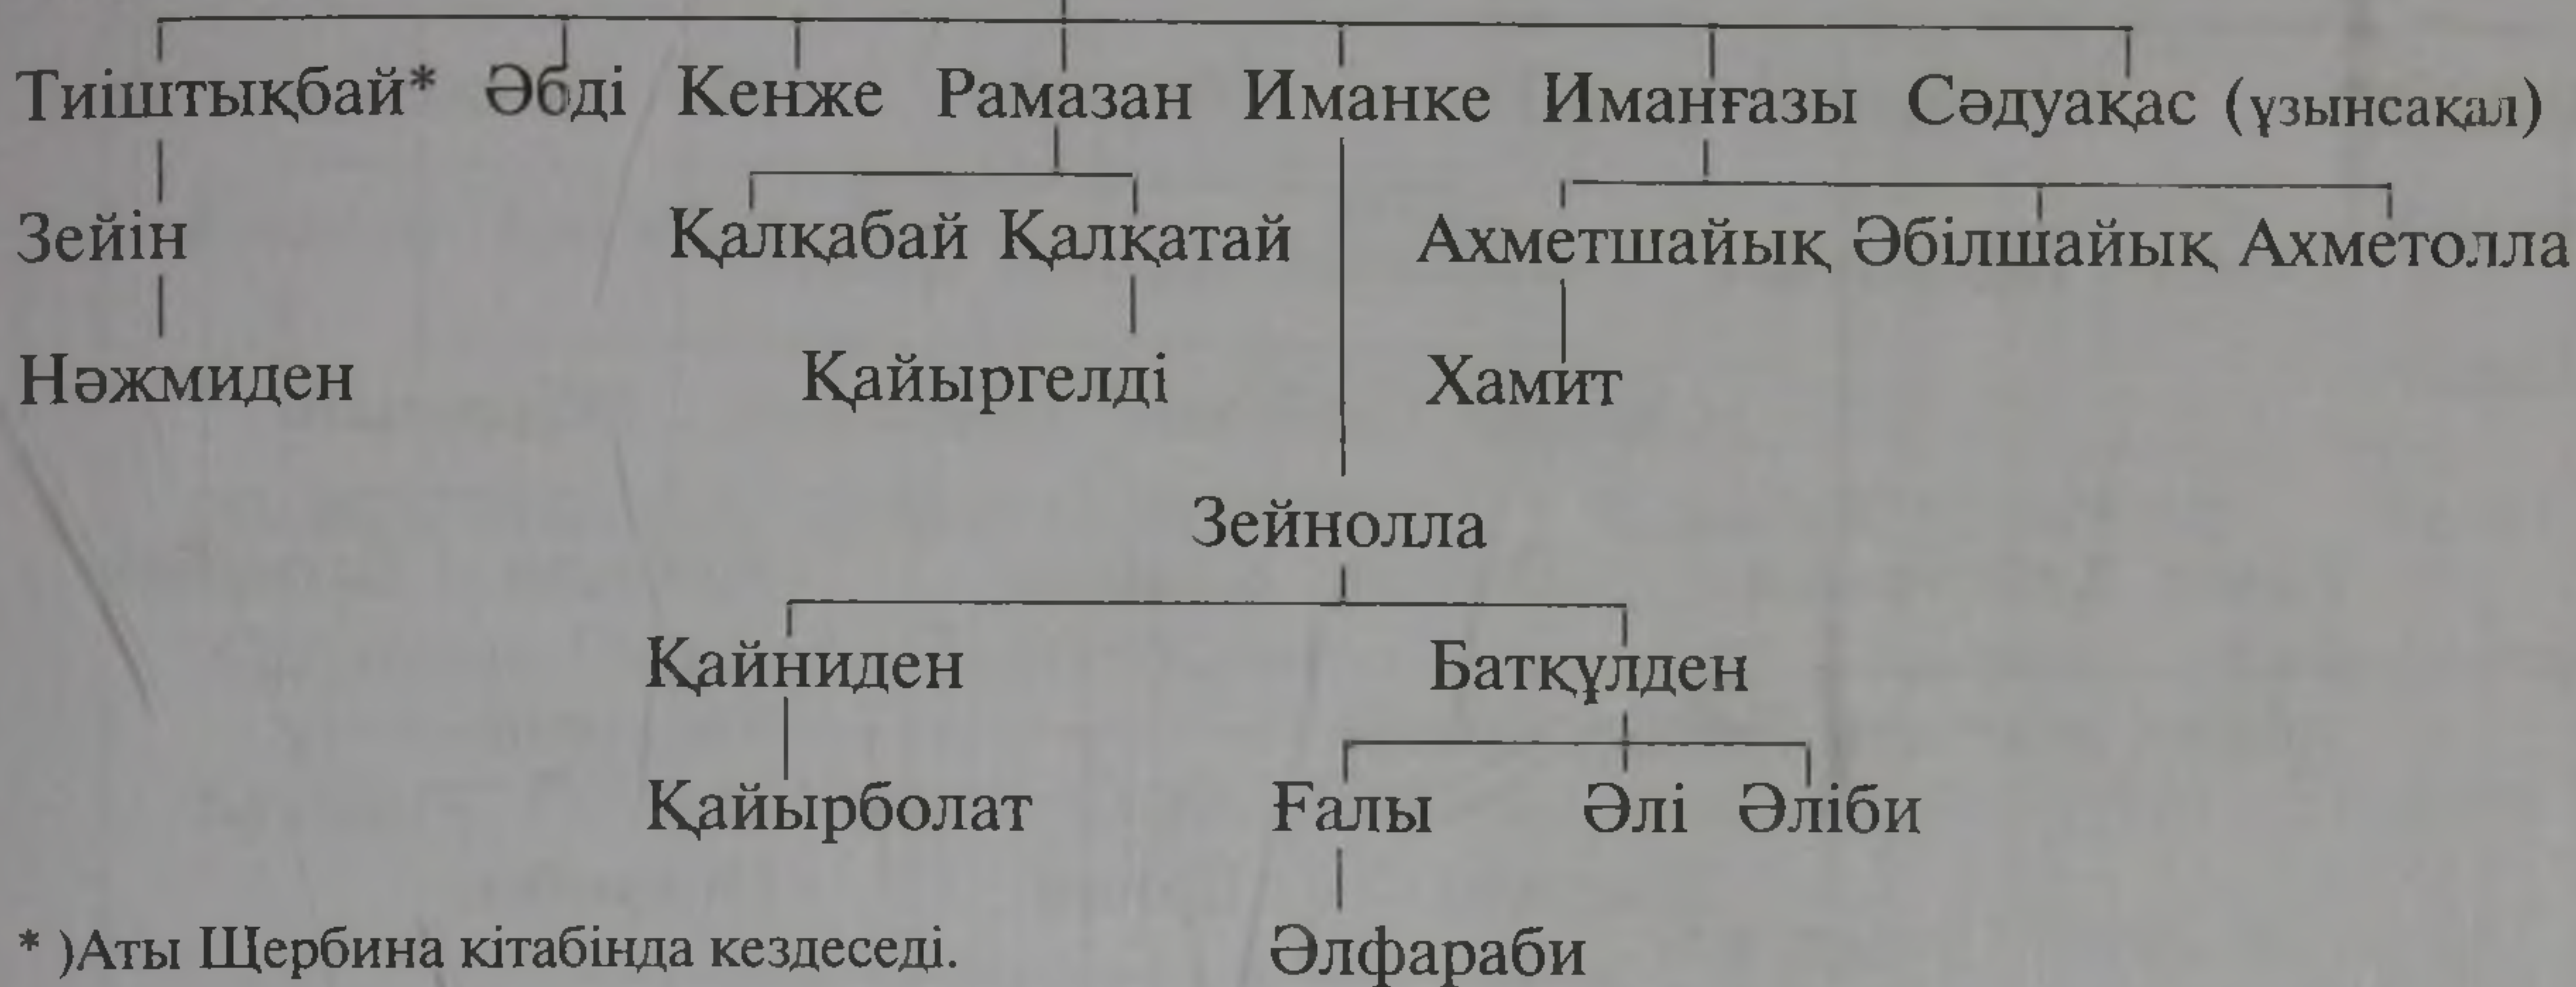 Тиіштықбай* Әбді Кенже Рамазан Иманке Иманғазы Сәдуақас (ұзынсақал)
Зейін Қалқабай Қалқатай Ахметшайық Әбілшайық Ахметолла
Нәжмиден Қайыргелді Хамит
Зейнолла
Қайниден Батқұлден
Қайырболат Ғалы Әлі Әліби
* )Аты Щербина кітабінда кездеседі. Әлфараби